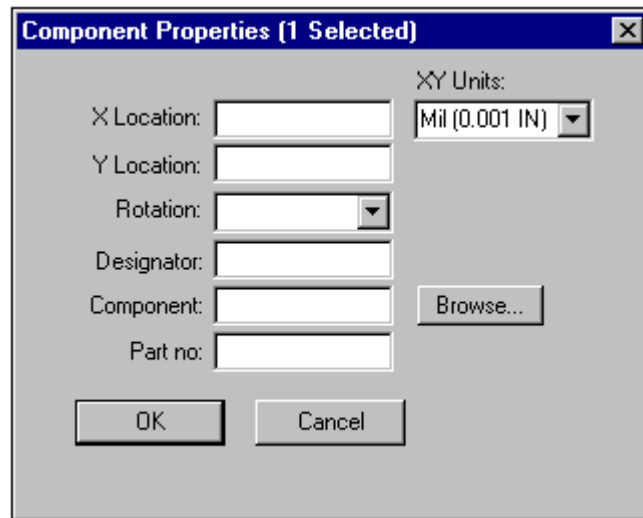 Component Properties (1 Selected)
XY Units:
X Location:
Mil (0.001 IN)
Y Location:
Rotation:
Designator:
Component:
Browse...
Part no:
OK
Cancel